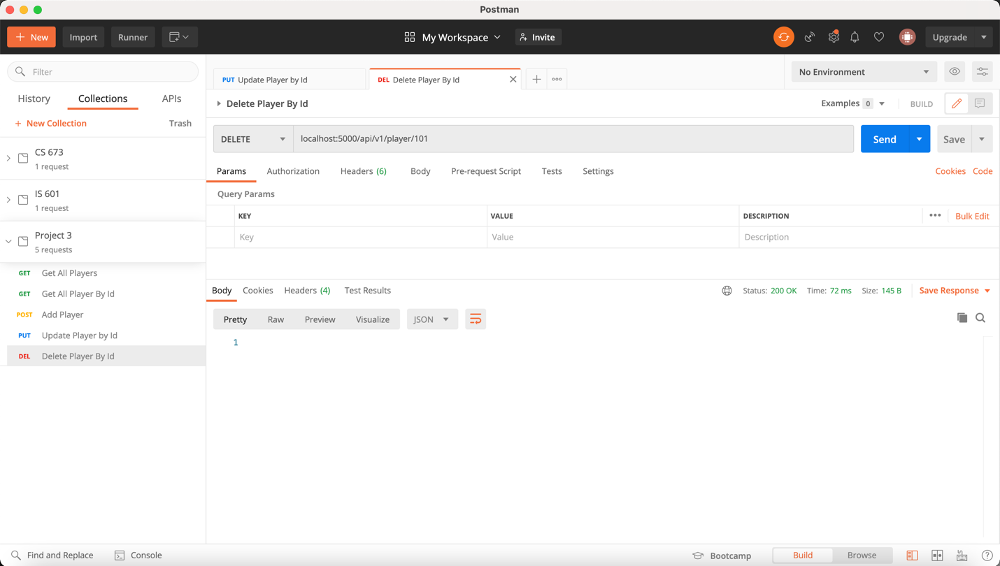 Postman
New
Import
Runner
My Workspace
Invite
Upgrade
Filter
History
Collections
APIs
+ New Collection
Trash
CS 673
1 request
IS 601
1 request
Project 3
5 requests
GET Get All Players
GET Get All Player By Id
POST Add Player
PUT Update Player by Id
DEL Delete Player By Id
PUT Update Player by Id
DEL Delete Player By Id
No Environment
Delete Player By Id
Examples 0
BUILD
DELETE
localhost:5000/api/v1/player/101
Send
Save
Params
Authorization
Headers (6)
Body
Pre-request Script
Tests
Settings
Cookies
Code
Query Params
KEY
VALUE
DESCRIPTION
Bulk Edit
Key
Value
Description
Body
Cookies
Headers (4)
Test Results
Status: 200 OK
Time: 72 ms
Size: 145 B
Save Response
Pretty
Raw
Preview
Visualize
JSON
1
Find and Replace
Console
Bootcamp
Build
Browse